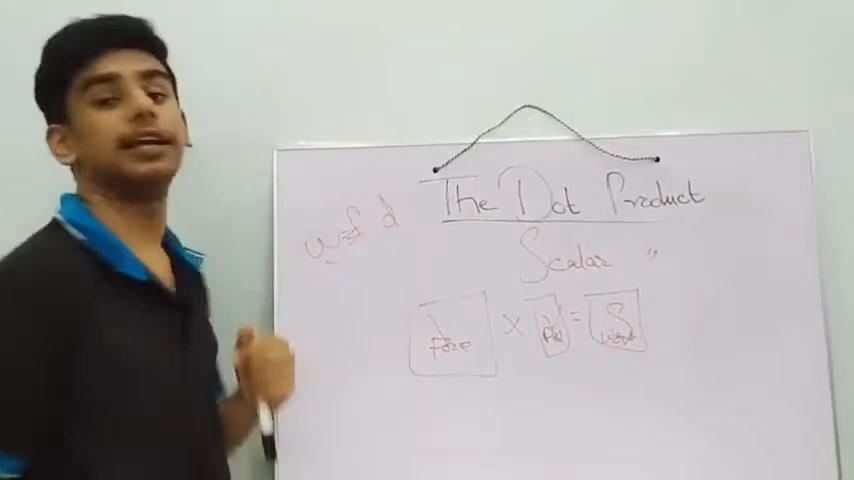 The Dot Product
w = f d
Scalar "
V × V = S
Force work